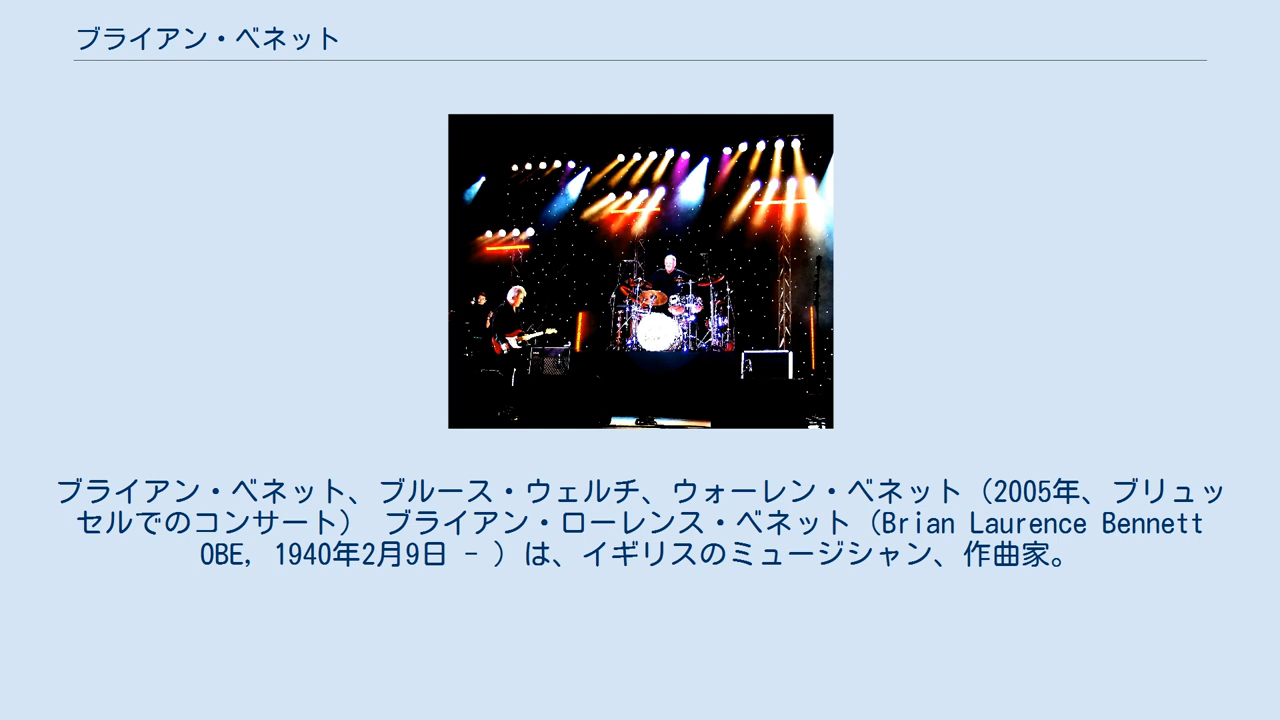 ブライアン・ベネット
ブライアン・ベネット、ブルース・ウェルチ、ウォーレン・ベネット（2005年、ブリュッ
セルでのコンサート） ブライアン・ローレンス・ベネット（Brian Laurence Bennett
OBE, 1940年2月9日 - ）は、イギリスのミュージシャン、作曲家。